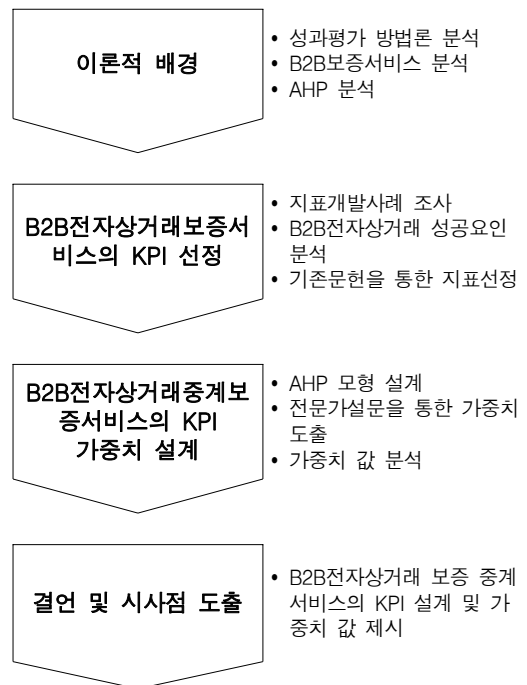 이론적 배경
• 성과평가 방법론 분석
• B2B보증서비스 분석
• AHP 분석
B2B전자상거래보증서
비스의 KPI 선정
• 지표개발사례 조사
• B2B전자상거래 성공요인
분석
• 기존문헌을 통한 지표선정
B2B전자상거래중계보
증서비스의 KPI
가중치 설계
• AHP 모형 설계
• 전문가설문을 통한 가중치
도출
• 가중치 값 분석
결언 및 시사점 도출
• B2B전자상거래 보증 중계
서비스의 KPI 설계 및 가
중치 값 제시